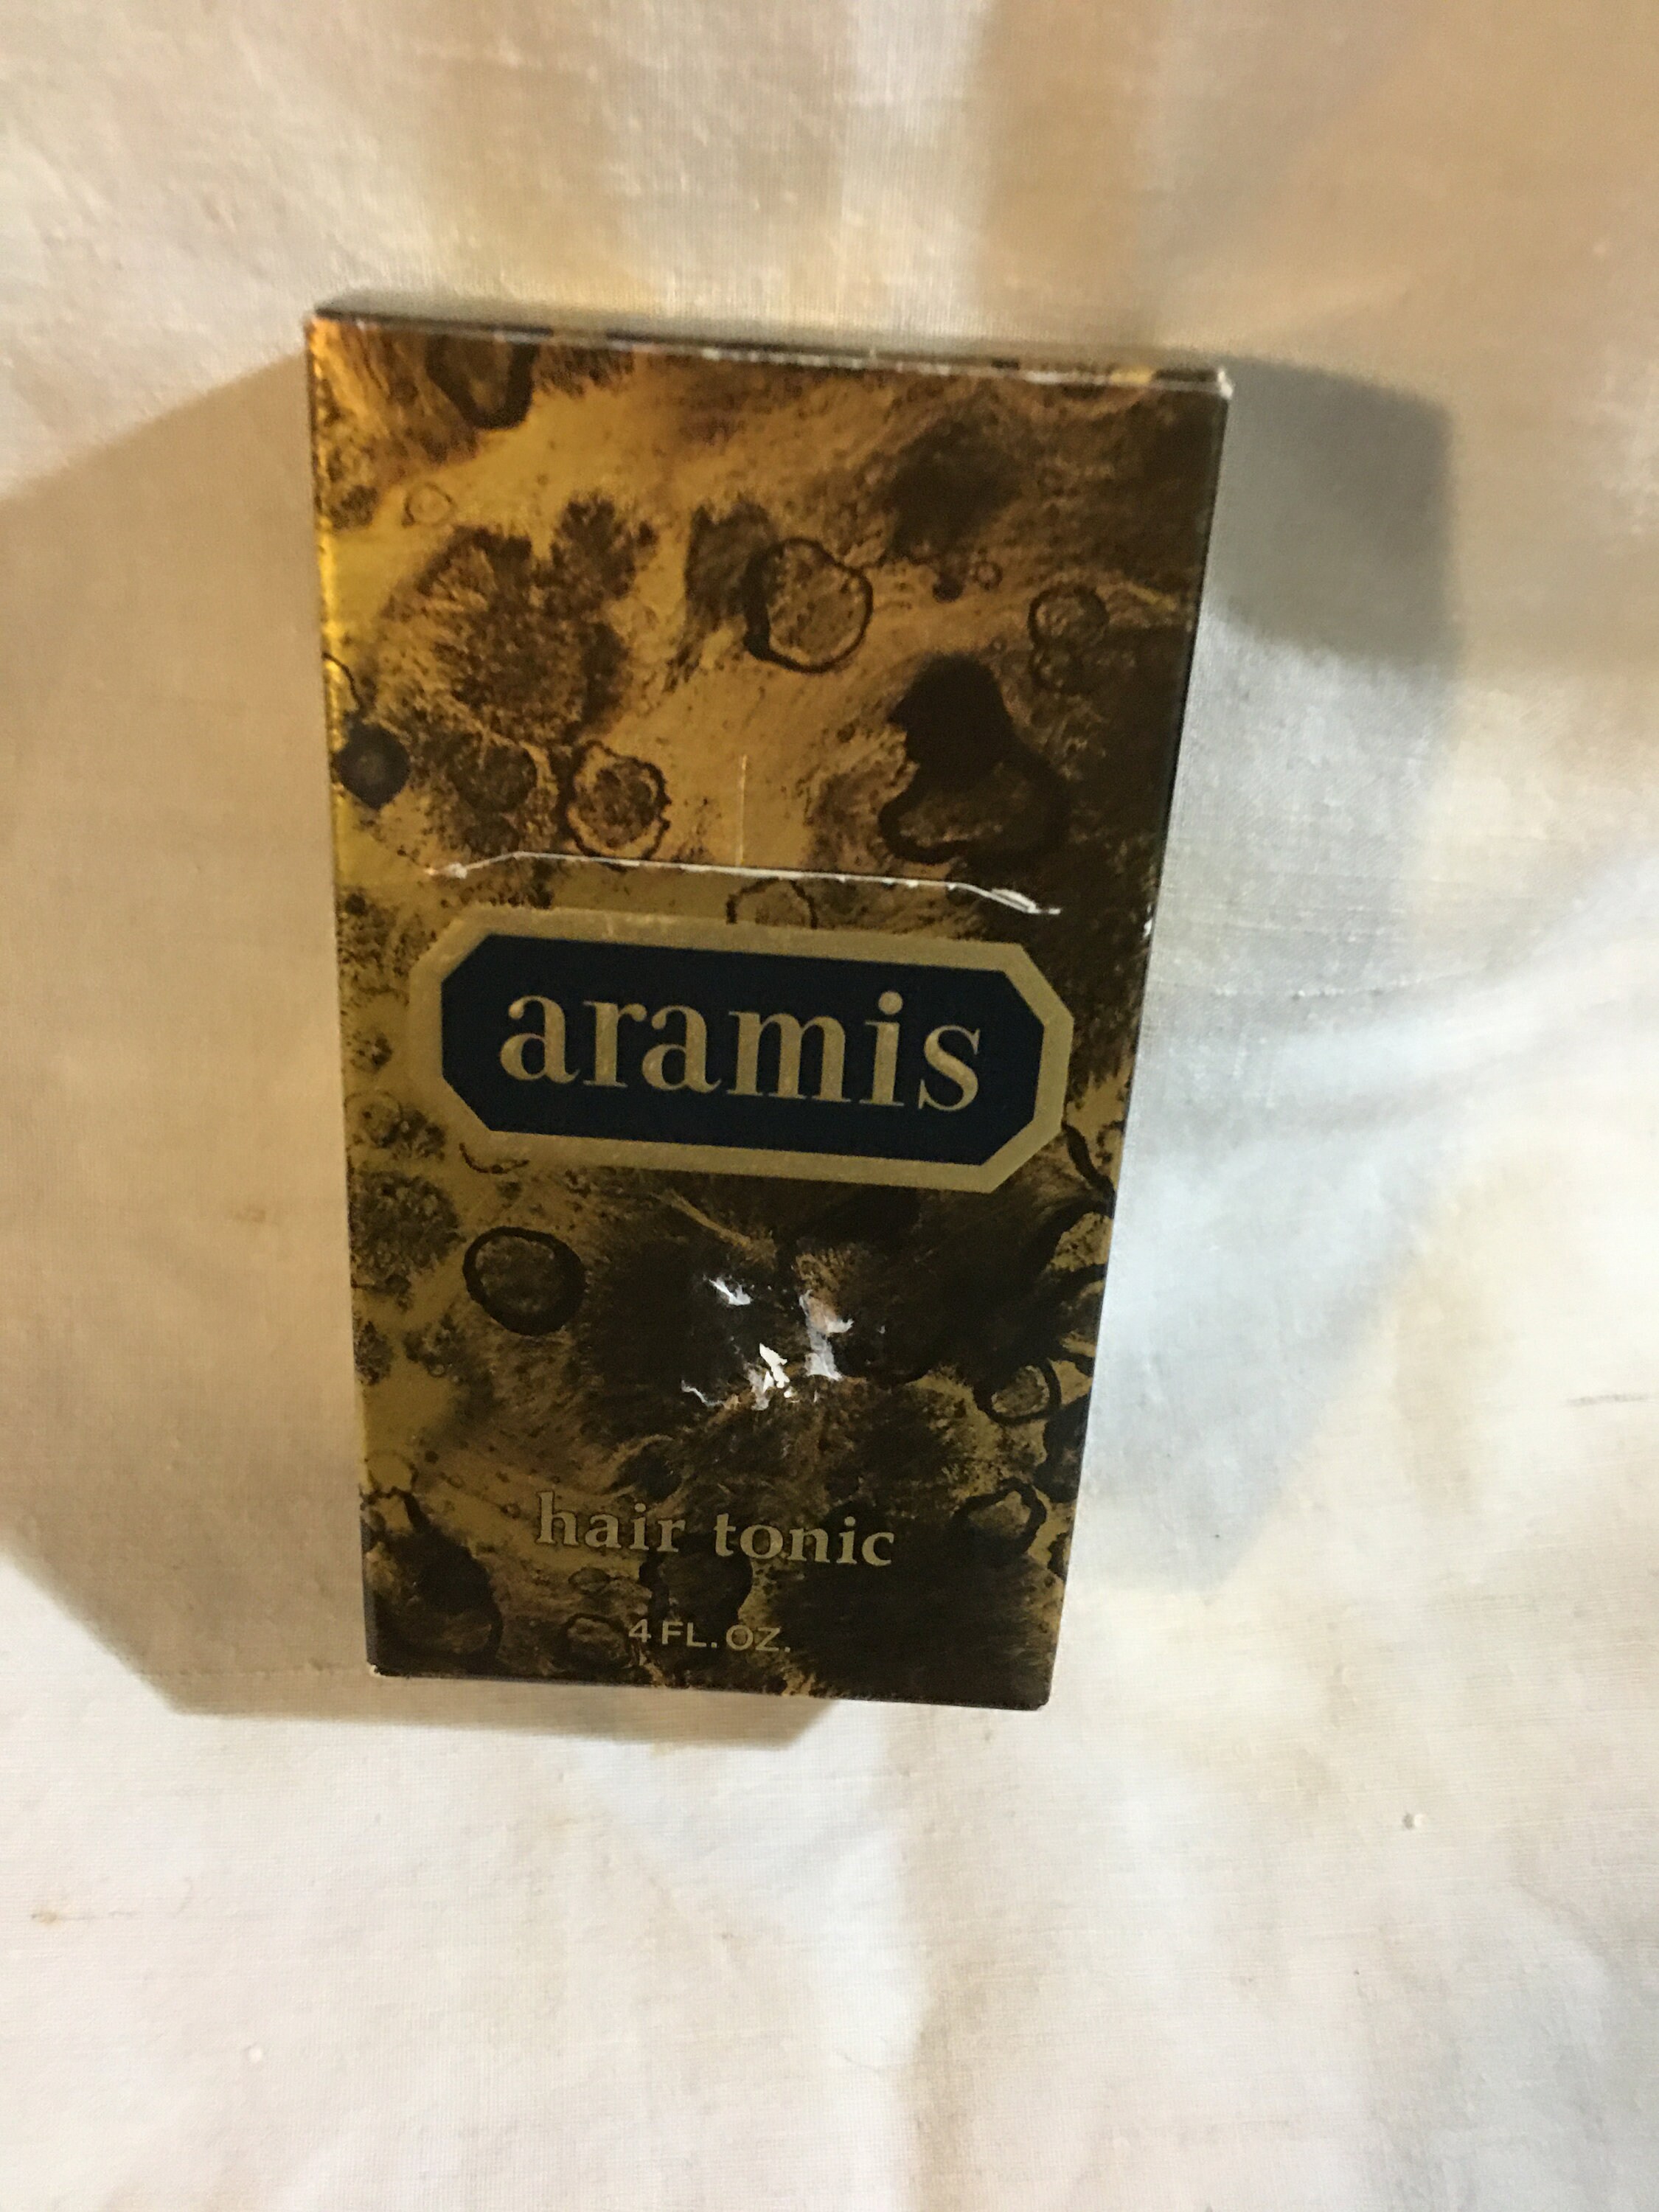 aramis
hair tonic
4 FL. OZ.